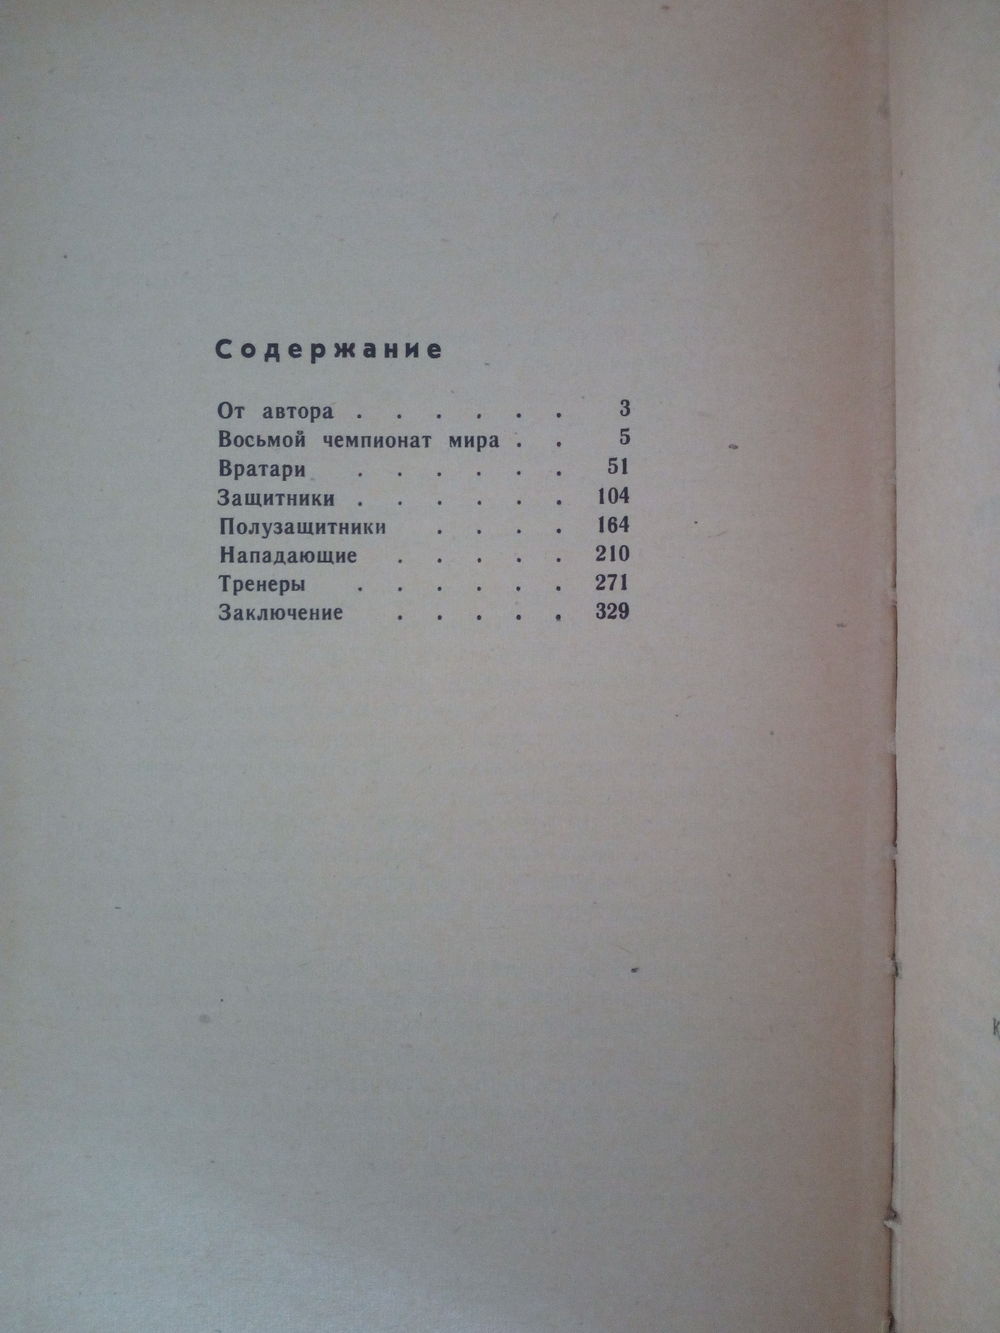 Содержание
От автора . . . . . . 3
Восьмой чемпионат мира . . 5
Вратари . . . . . . 51
Защитники . . . . . . 104
Полузащитники . . . . 164
Нападающие . . . . . 210
Тренеры . . . . . . 271
Заключение . . . . . 329